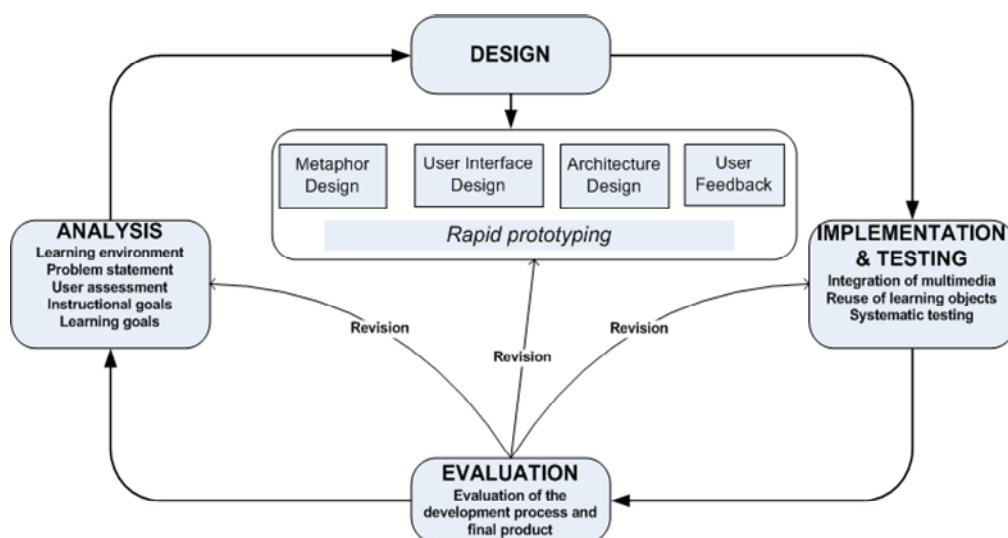 DESIGN
Metaphor
Design
User Interface
Design
Architecture
Design
User
Feedback
Rapid prototyping
ANALYSIS
Learning environment
Problem statement
User assessment
Instructional goals
Learning goals
IMPLEMENTATION
& TESTING
Integration of multimedia
Reuse of learning objects
Systematic testing
Revision
Revision
Revision
EVALUATION
Evaluation of the
development process and
final product